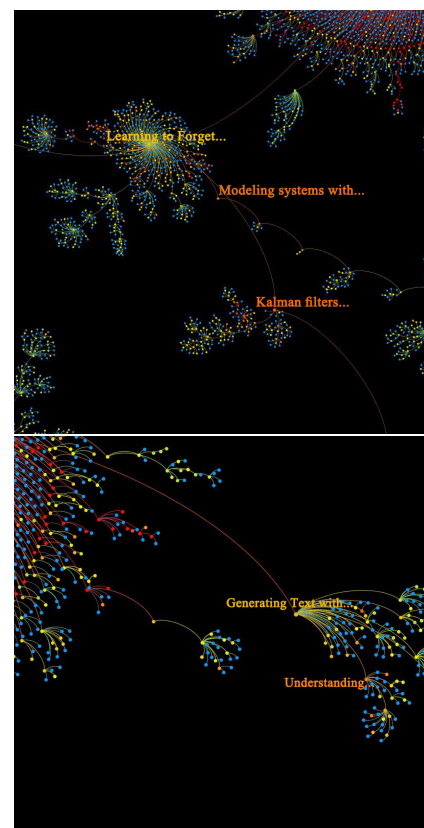 Learning to Forget...
Modeling systems with...
Kalman filters...
Generating Text with...
Understanding